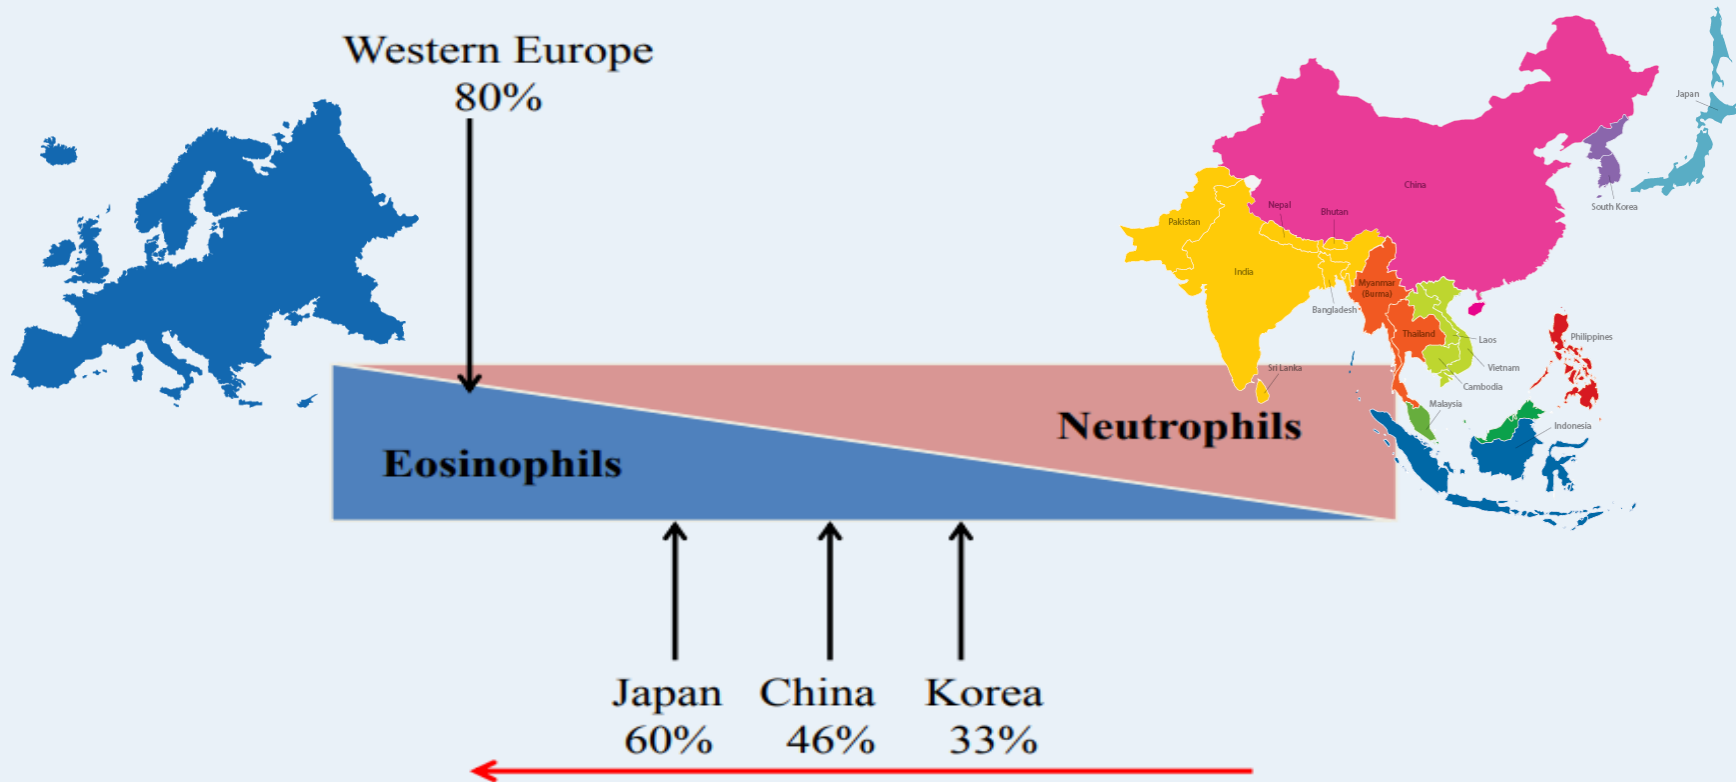 Western Europe
80%
Japan
China
South Korea
Nepal
Bhutan
Pakistan
India
Myanmar
(Burma)
Bangladesh
Thailand
Laos
Philippines
Vietnam
Sri Lanka
Cambodia
Malaysia
Indonesia
Neutrophils
Eosinophils
Japan
60%
China
46%
Korea
33%